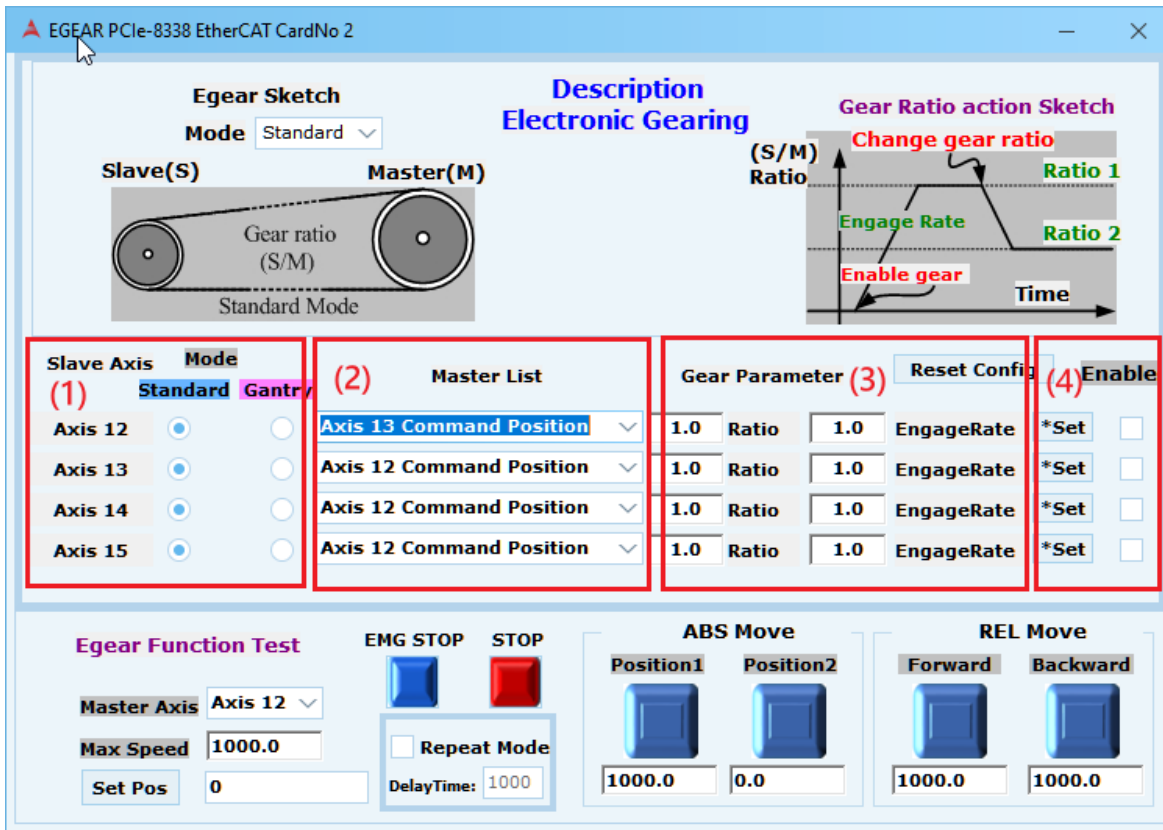 EGEAR PCIe-8338 EtherCAT CardNo 2
Egear Sketch
Mode Standard
Slave(S) Master(M)
Gear ratio
(S/M)
Standard Mode
Description
Electronic Gearing
Gear Ratio action Sketch
(S/M)
Ratio
Change gear ratio
Ratio 1
Engage Rate
Ratio 2
Enable gear
Time
Slave Axis Mode
(1) Standard Gantry
(2) Master List
Gear Parameter (3) Reset Config
(4) Enable
Axis 12 Axis 13 Command Position 1.0 Ratio 1.0 EngageRate *Set
Axis 13 Axis 12 Command Position 1.0 Ratio 1.0 EngageRate *Set
Axis 14 Axis 12 Command Position 1.0 Ratio 1.0 EngageRate *Set
Axis 15 Axis 12 Command Position 1.0 Ratio 1.0 EngageRate *Set
Egear Function Test
Master Axis Axis 12
Max Speed 1000.0
Set Pos 0
EMG STOP STOP
Repeat Mode
DelayTime: 1000
ABS Move
Position1 Position2
1000.0 0.0
REL Move
Forward Backward
1000.0 1000.0